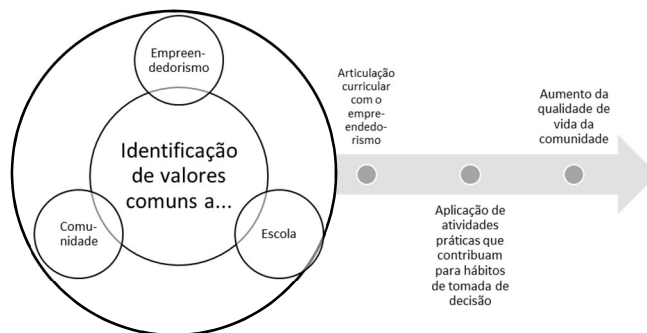 Empreen-
dedorismo
Identificação
de valores
comuns a...
Comu-
nidade
Escola
Articulação
curricular
com o
empre-
endedo-
rismo
Aplicação de
atividades
práticas que
contribuam
para hábitos
de tomada de
decisão
Aumento da
qualidade de
vida da
comunidade